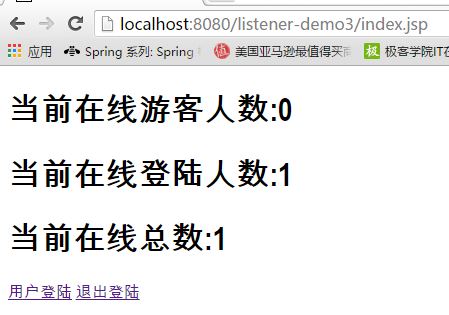 localhost:8080/listener-demo3/index.jsp
应用 Spring 系列: Spring 美国亚马逊最值得买 极客学院IT在
当前在线游客人数:0
当前在线登陆人数:1
当前在线总数:1
用户登陆 退出登陆